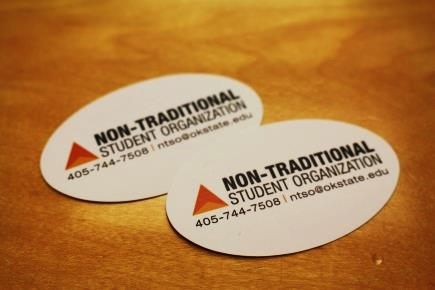 NON-TRADITIONAL
STUDENT ORGANIZATION
405-744-7508 | ntso@okstate.edu
NON-TRADITIONAL
STUDENT ORGANIZATION
405-744-7508 | ntso@okstate.edu